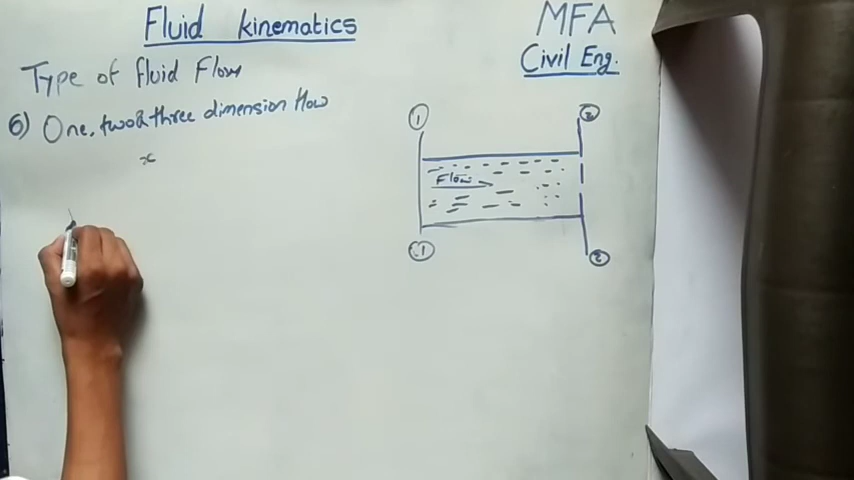 Fluid kinematics
MFA
Civil Eng.
Type of fluid Flow
6) One, two & three dimension flow
x
1
2
Flow
1
2